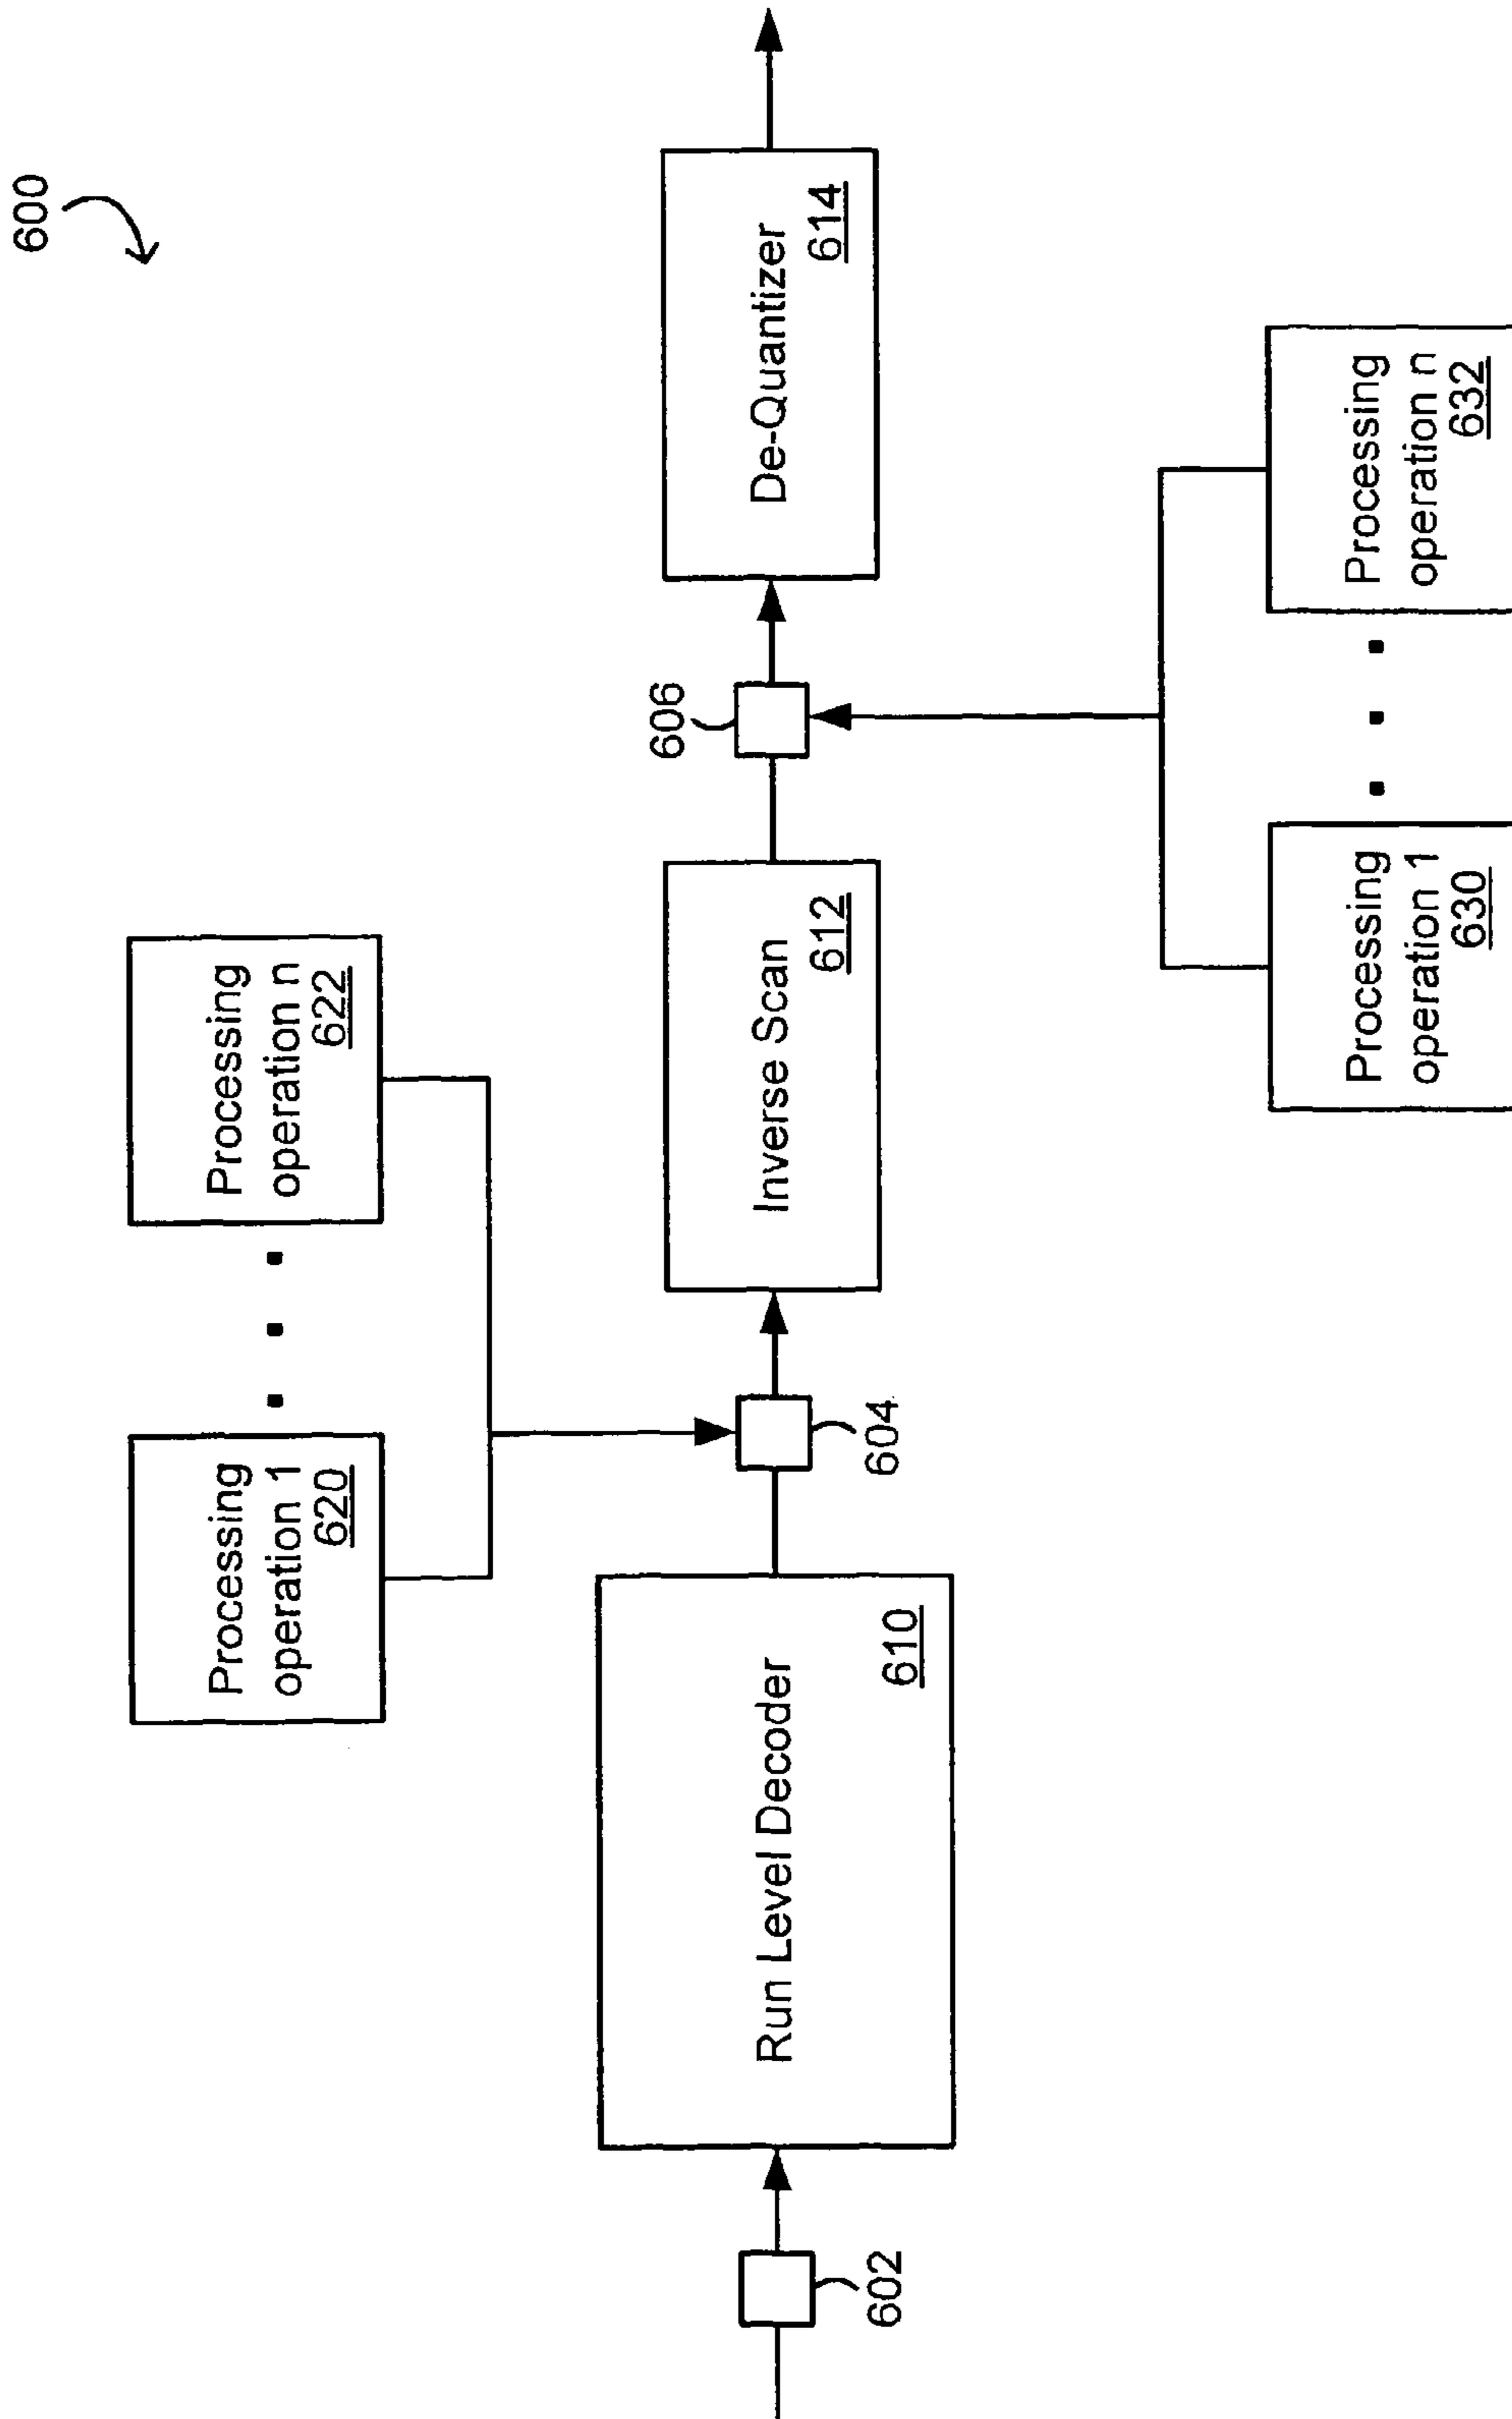 600
Processing
operation 1
620
Processing
operation n
622
602
Run Level Decoder
610
604
Inverse Scan
612
606
De-Quantizer
614
Processing
operation 1
630
Processing
operation n
632